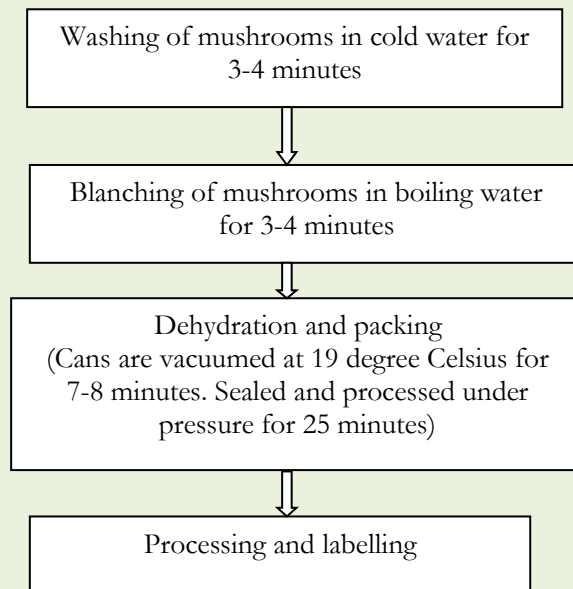 Washing of mushrooms in cold water for
3-4 minutes
Blanching of mushrooms in boiling water
for 3-4 minutes
Dehydration and packing
(Cans are vacuumed at 19 degree Celsius for
7-8 minutes. Sealed and processed under
pressure for 25 minutes)
Processing and labelling